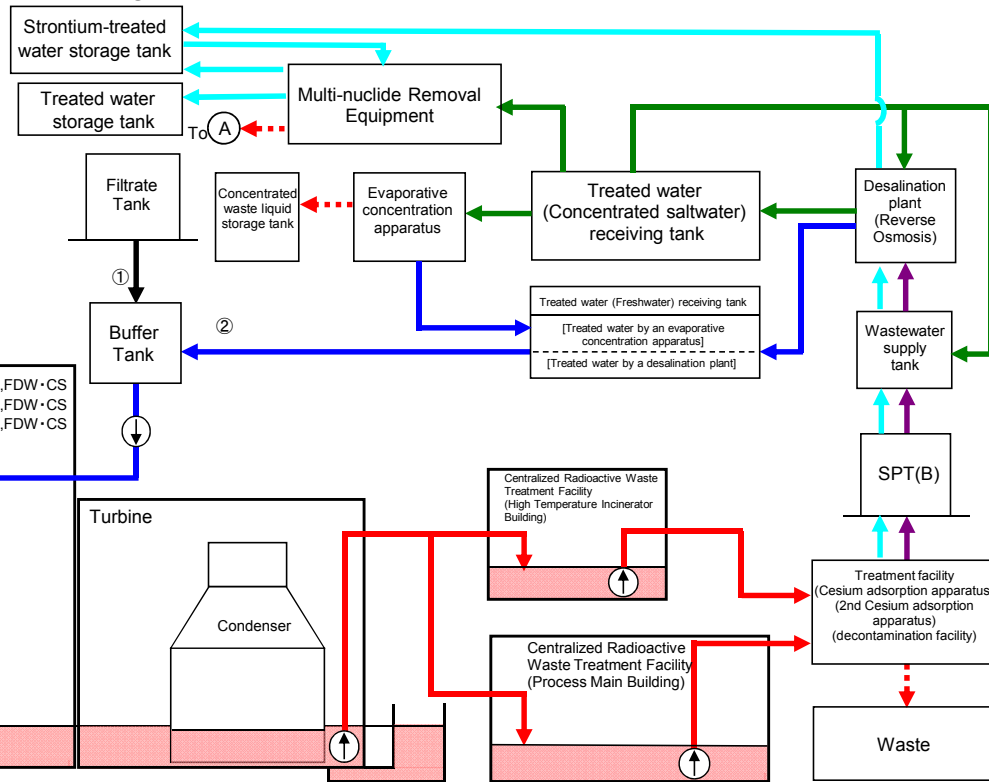 Strontium-treated
water storage tank
Treated water
storage tank
Multi-nuclide Removal
Equipment
To A
Filtrate
Tank
Concentrated
waste liquid
storage tank
Evaporative
concentration
apparatus
Treated water
(Concentrated saltwater)
receiving tank
Desalination
plant
(Reverse
Osmosis)
①
②
Buffer
Tank
Treated water (Freshwater) receiving tank
[Treated water by an evaporative
concentration apparatus]
[Treated water by a desalination plant]
Wastewater
supply
tank
,FDW・CS
,FDW・CS
,FDW・CS
SPT(B)
Turbine
Condenser
Centralized Radioactive Waste
Treatment Facility
(High Temperature Incinerator
Building)
Centralized Radioactive
Waste Treatment Facility
(Process Main Building)
Treatment facility
(Cesium adsorption apparatus
(2nd Cesium adsorption
apparatus)
(decontamination facility)
Waste